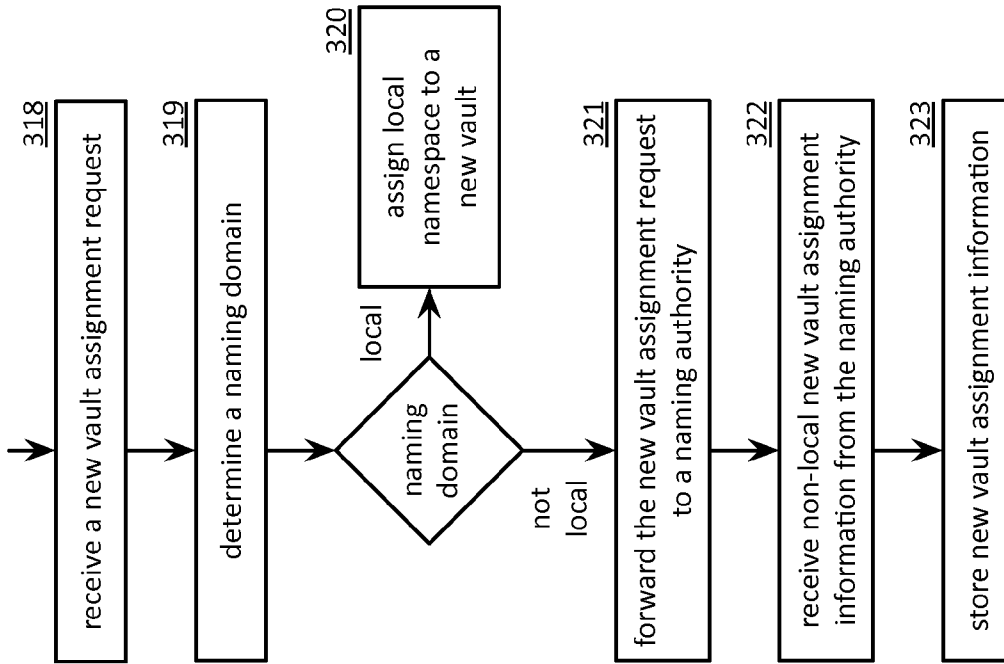 318
receive a new vault assignment request
319
determine a naming domain
naming
domain
local
320
assign local
namespace to a
new vault
not
local
321
forward the new vault assignment request
to a naming authority
322
receive non-local new vault assignment
information from the naming authority
323
store new vault assignment information